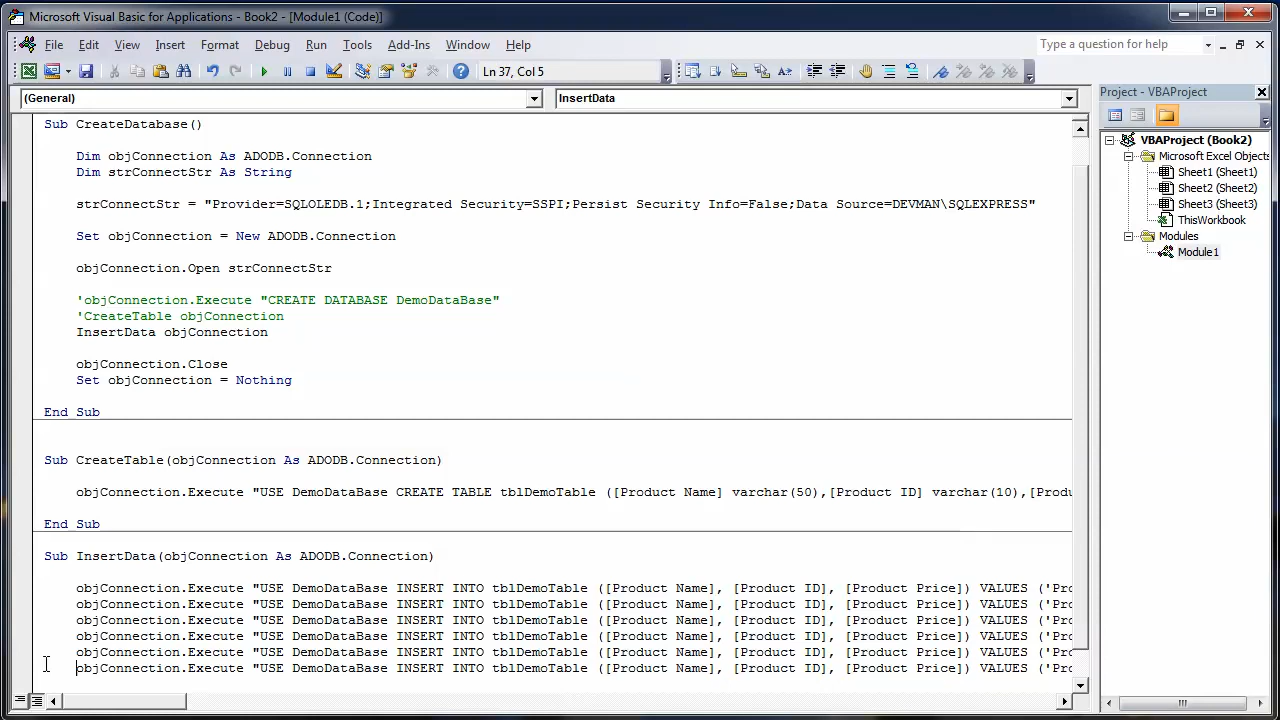 Microsoft Visual Basic for Applications - Book2 - [Module1 (Code)]
File Edit View Insert Format Debug Run Tools Add-Ins Window Help
Type a question for help
Ln 37, Col 5
(General)
InsertData
Sub CreateDatabase()
Dim objConnection As ADODB.Connection
Dim strConnectStr As String
strConnectStr = "Provider=SQLOLEDB.1;Integrated Security=SSPI;Persist Security Info=False;Data Source=DEVMAN\SQLEXPRESS"
Set objConnection = New ADODB.Connection
objConnection.Open strConnectStr
'objConnection.Execute "CREATE DATABASE DemoDataBase"
'CreateTable objConnection
InsertData objConnection
objConnection.Close
Set objConnection = Nothing
End Sub
Sub CreateTable(objConnection As ADODB.Connection)
objConnection.Execute "USE DemoDataBase CREATE TABLE tblDemoTable ([Product Name] varchar(50),[Product ID] varchar(10),[Produ
End Sub
Sub InsertData(objConnection As ADODB.Connection)
objConnection.Execute "USE DemoDataBase INSERT INTO tblDemoTable ([Product Name], [Product ID], [Product Price]) VALUES ('Pro
objConnection.Execute "USE DemoDataBase INSERT INTO tblDemoTable ([Product Name], [Product ID], [Product Price]) VALUES ('Pro
objConnection.Execute "USE DemoDataBase INSERT INTO tblDemoTable ([Product Name], [Product ID], [Product Price]) VALUES ('Pro
objConnection.Execute "USE DemoDataBase INSERT INTO tblDemoTable ([Product Name], [Product ID], [Product Price]) VALUES ('Pro
objConnection.Execute "USE DemoDataBase INSERT INTO tblDemoTable ([Product Name], [Product ID], [Product Price]) VALUES ('Pro
objConnection.Execute "USE DemoDataBase INSERT INTO tblDemoTable ([Product Name], [Product ID], [Product Price]) VALUES ('Pro
Project - VBAProject
VBAProject (Book2)
Microsoft Excel Objects
Sheet1 (Sheet1)
Sheet2 (Sheet2)
Sheet3 (Sheet3)
ThisWorkbook
Modules
Module1